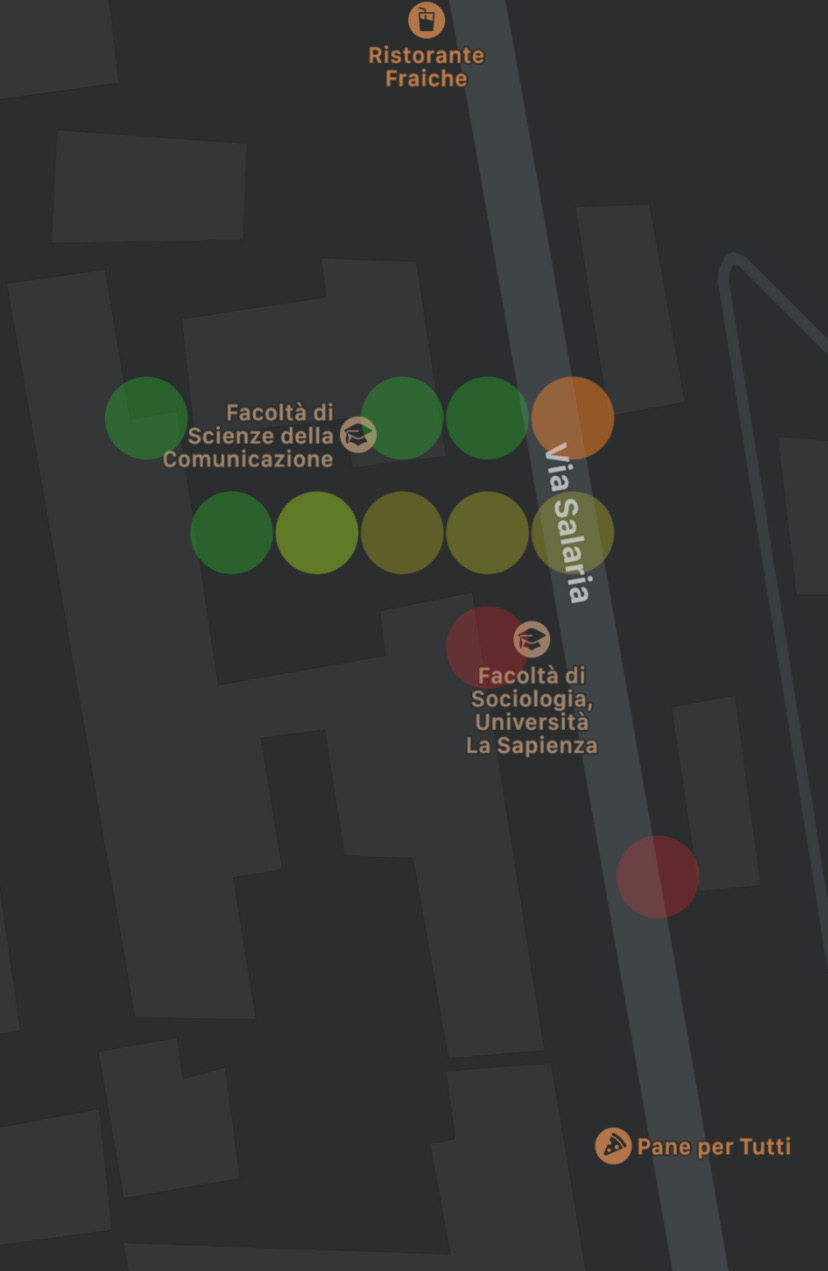 Ristorante
Fraiche
Facoltà di
Scienze della
Comunicazione
Via Salaria
Facoltà di
Sociologia,
Università
La Sapienza
Pane per Tutti